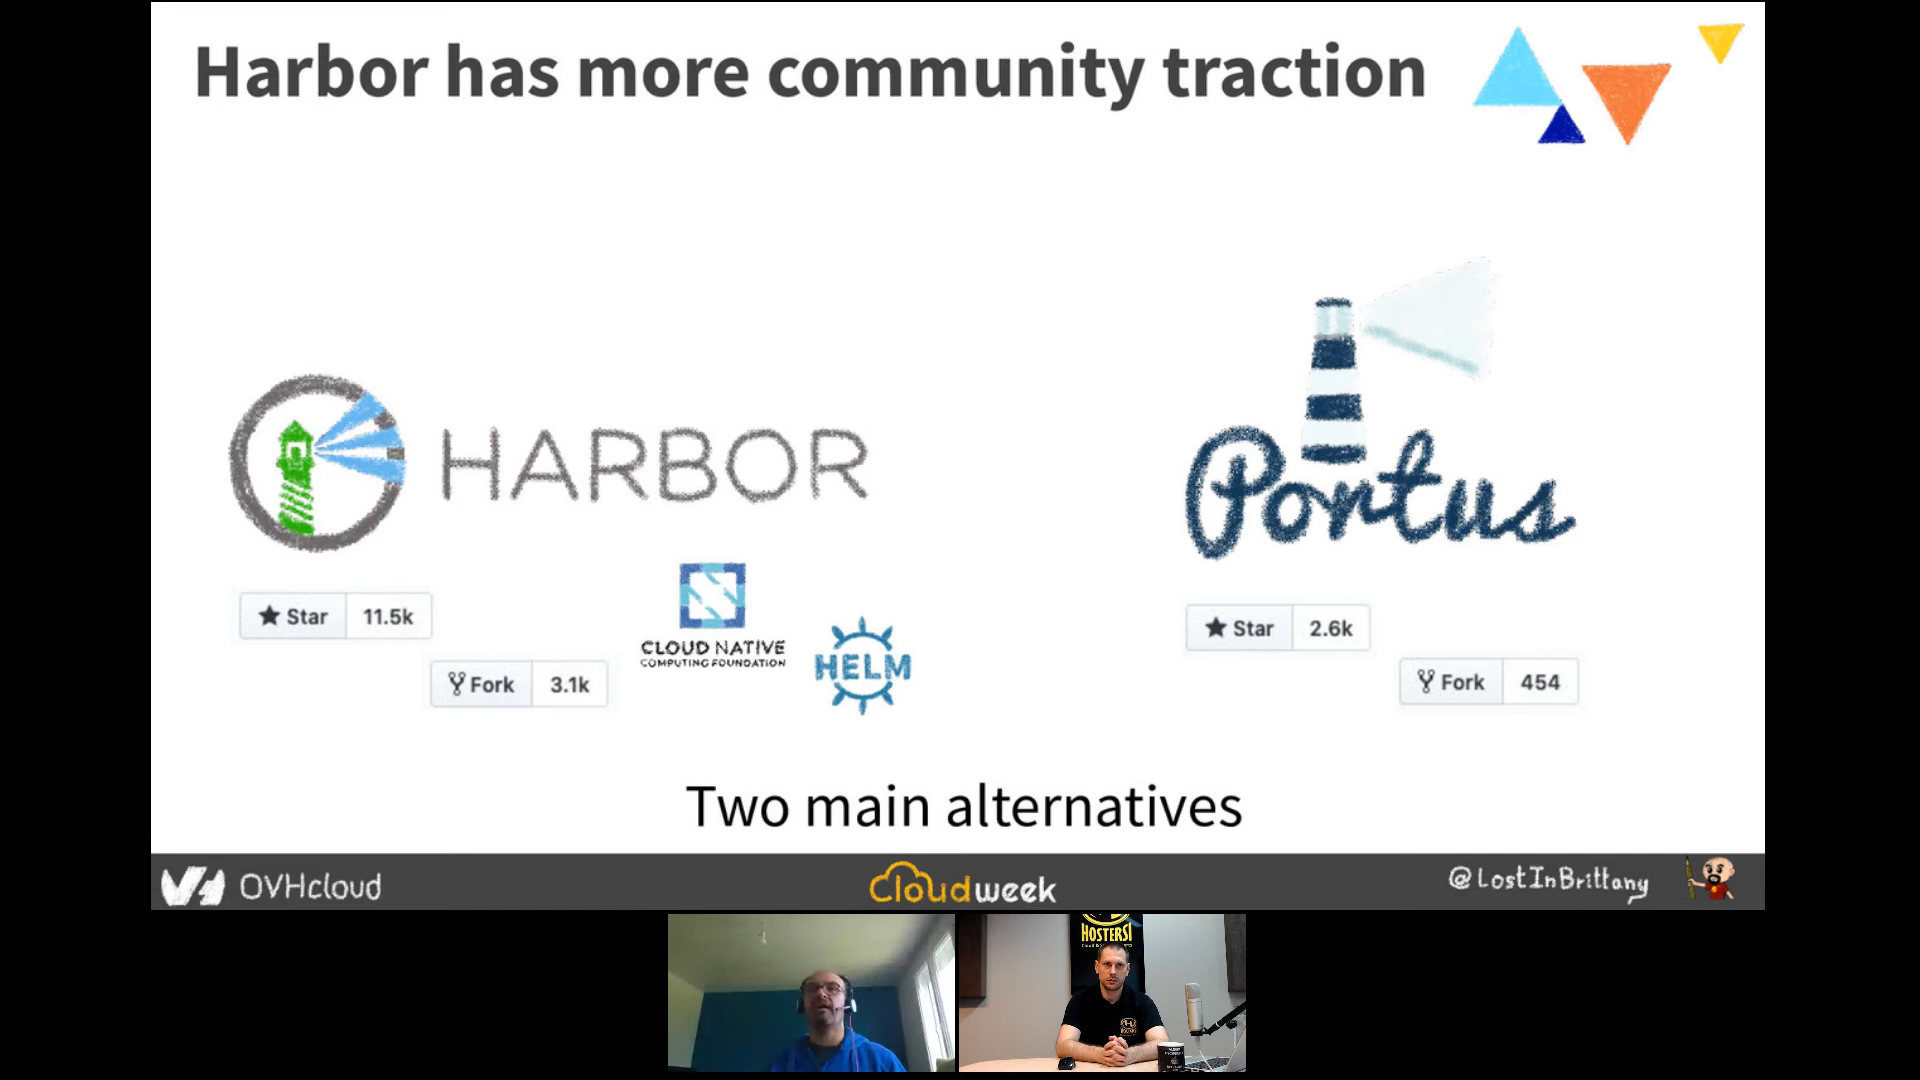 Harbor has more community traction
HARBOR
Portus
Star 11.5k
Fork 3.1k
CLOUD NATIVE
COMPUTING FOUNDATION
HELM
Star 2.6k
Fork 454
Two main alternatives
OVHcloud
Cloudweek
@LostInBrittany
HOSTERSI